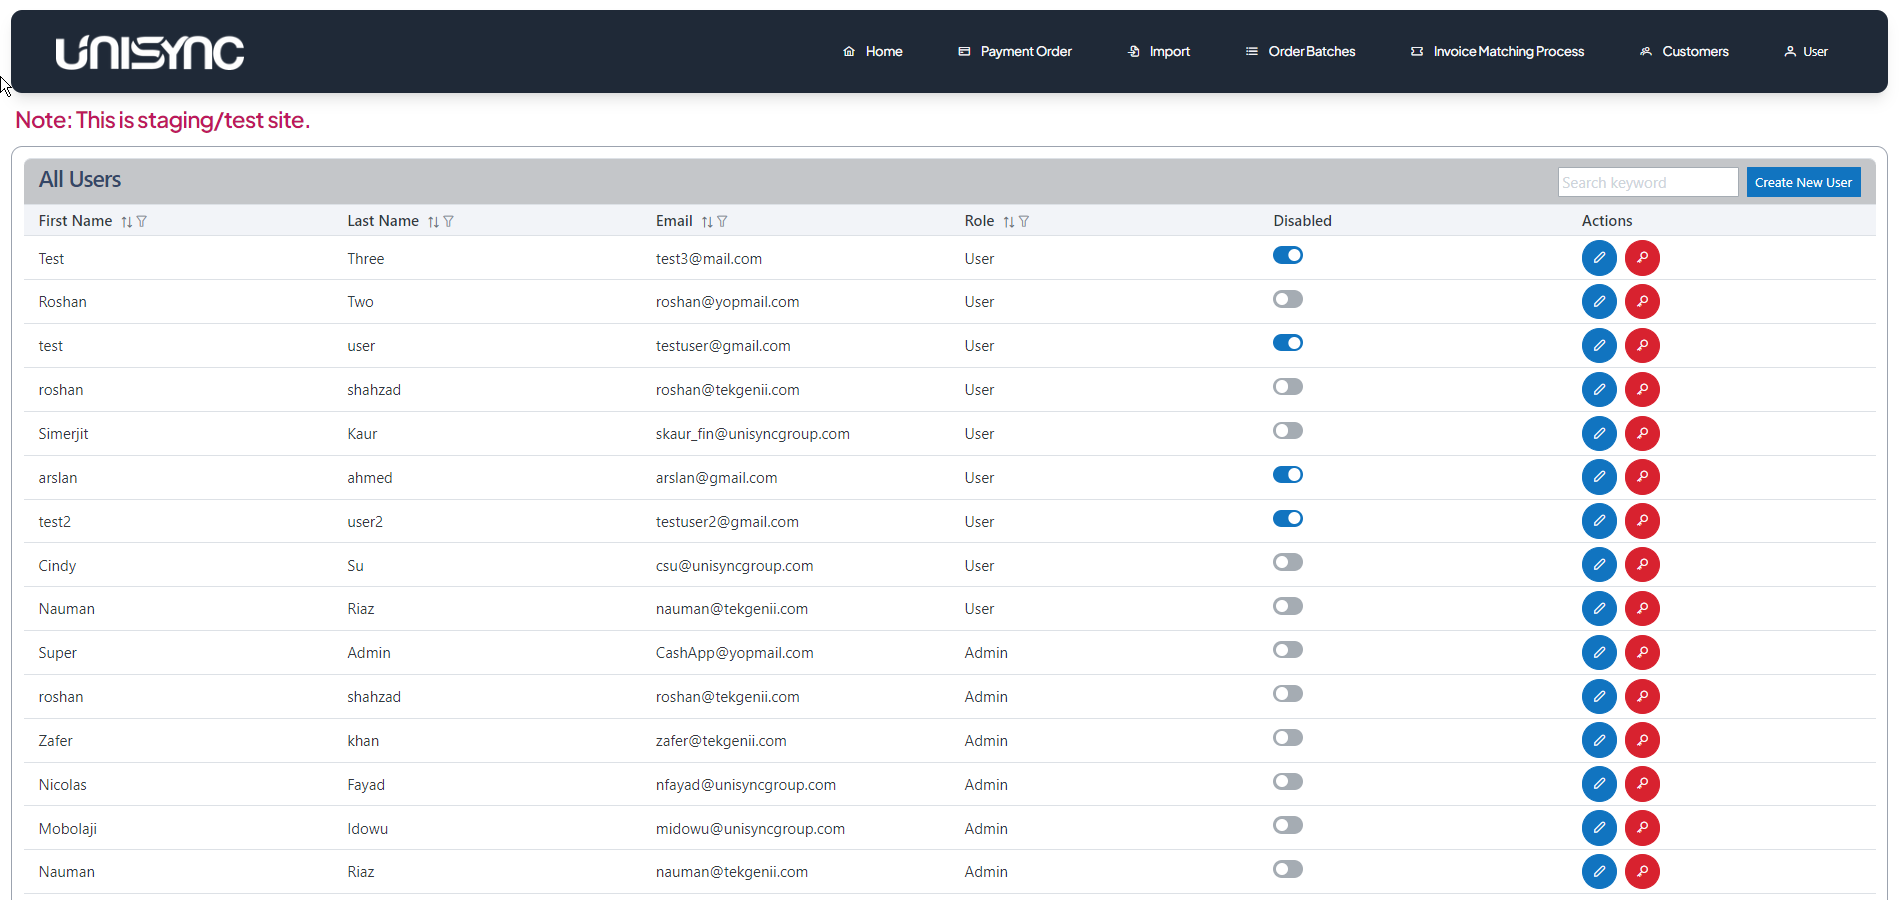 UNISYNC
Home Payment Order Import Order Batches Invoice Matching Process Customers User
Note: This is staging/test site.
All Users Search keyword Create New User
First Name Last Name Email Role Disabled Actions
Test Three test3@mail.com User
Roshan Two roshan@yopmail.com User
test user testuser@gmail.com User
roshan shahzad roshan@tekgenii.com User
Simerjit Kaur skaur_fin@unisyncgroup.com User
arslan ahmed arslan@gmail.com User
test2 user2 testuser2@gmail.com User
Cindy Su csu@unisyncgroup.com User
Nauman Riaz nauman@tekgenii.com User
Super Admin CashApp@yopmail.com Admin
roshan shahzad roshan@tekgenii.com Admin
Zafer khan zafer@tekgenii.com Admin
Nicolas Fayad nfayad@unisyncgroup.com Admin
Mobolaji Idowu midowu@unisyncgroup.com Admin
Nauman Riaz nauman@tekgenii.com Admin